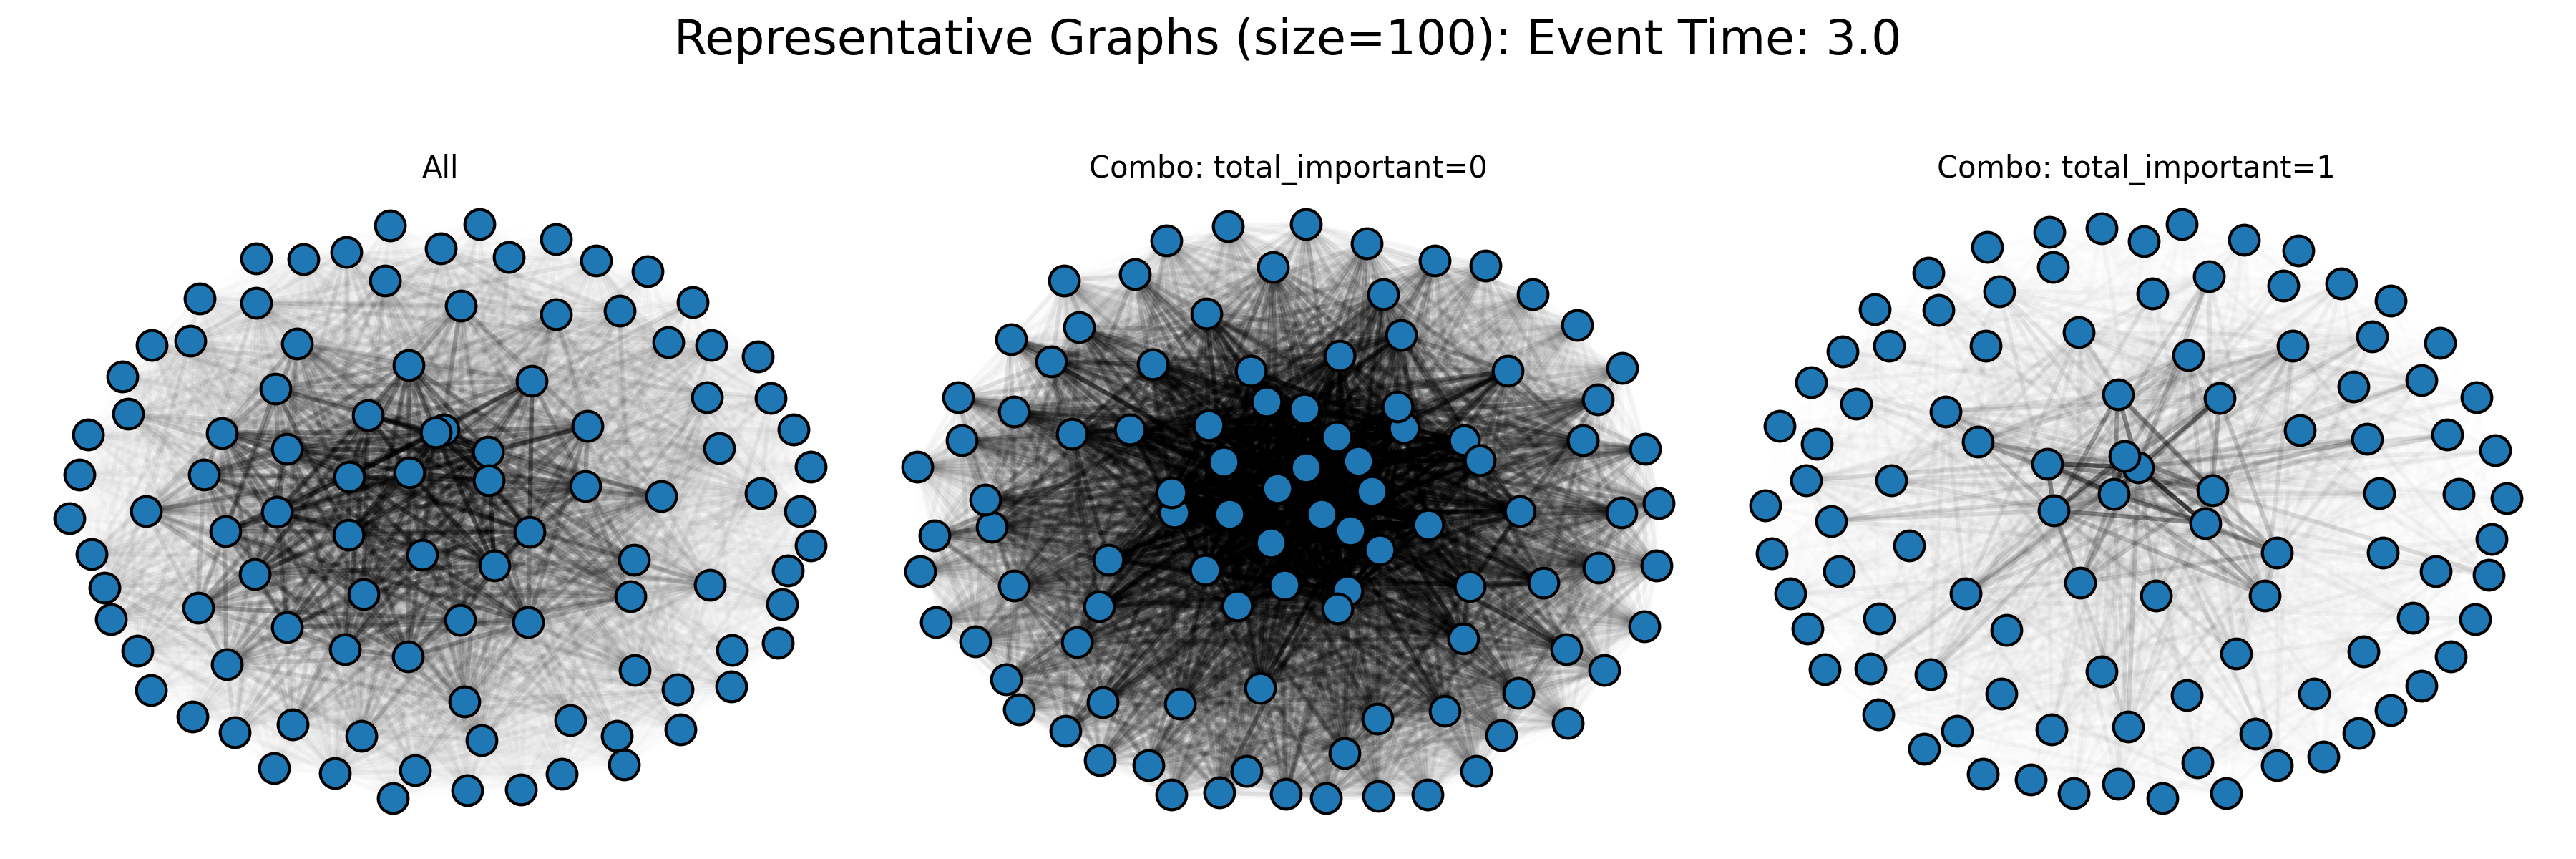 Representative Graphs (size=100): Event Time: 3.0
All
Combo: total_important=0
Combo: total_important=1